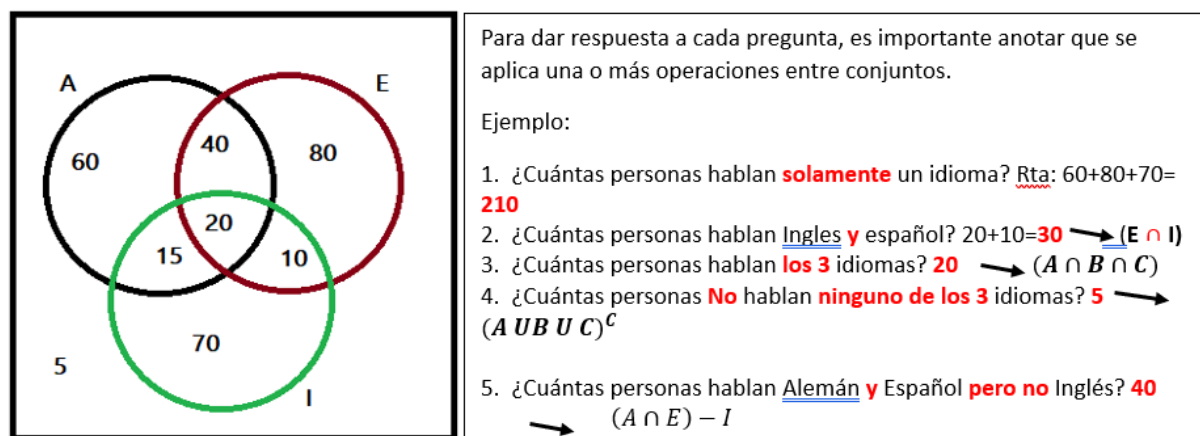 A
E
60
40
80
20
15
10
70
5
I
Para dar respuesta a cada pregunta, es importante anotar que se
aplica una o más operaciones entre conjuntos.
Ejemplo:
1. ¿Cuántas personas hablan solamente un idioma? Rta: 60+80+70=
210
2. ¿Cuántas personas hablan Ingles y español? 20+10=30 (E ∩ I)
3. ¿Cuántas personas hablan los 3 idiomas? 20 (A ∩ B ∩ C)
4. ¿Cuántas personas No hablan ninguno de los 3 idiomas? 5
(A UB U C)ᶜ
5. ¿Cuántas personas hablan Alemán y Español pero no Inglés? 40
(A ∩ E) − I